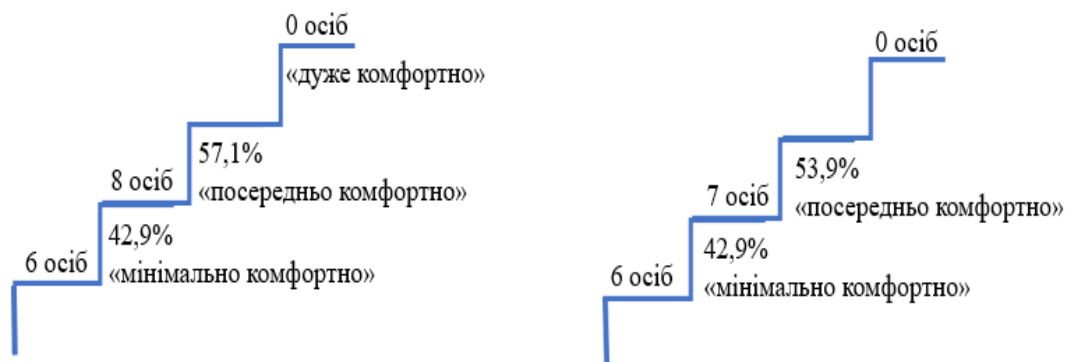 0 осіб
«дуже комфортно»
57,1%
8 осіб
«посередньо комфортно»
42,9%
6 осіб
«мінімально комфортно»
0 осіб
53,9%
7 осіб
«посередньо комфортно»
42,9%
6 осіб
«мінімально комфортно»